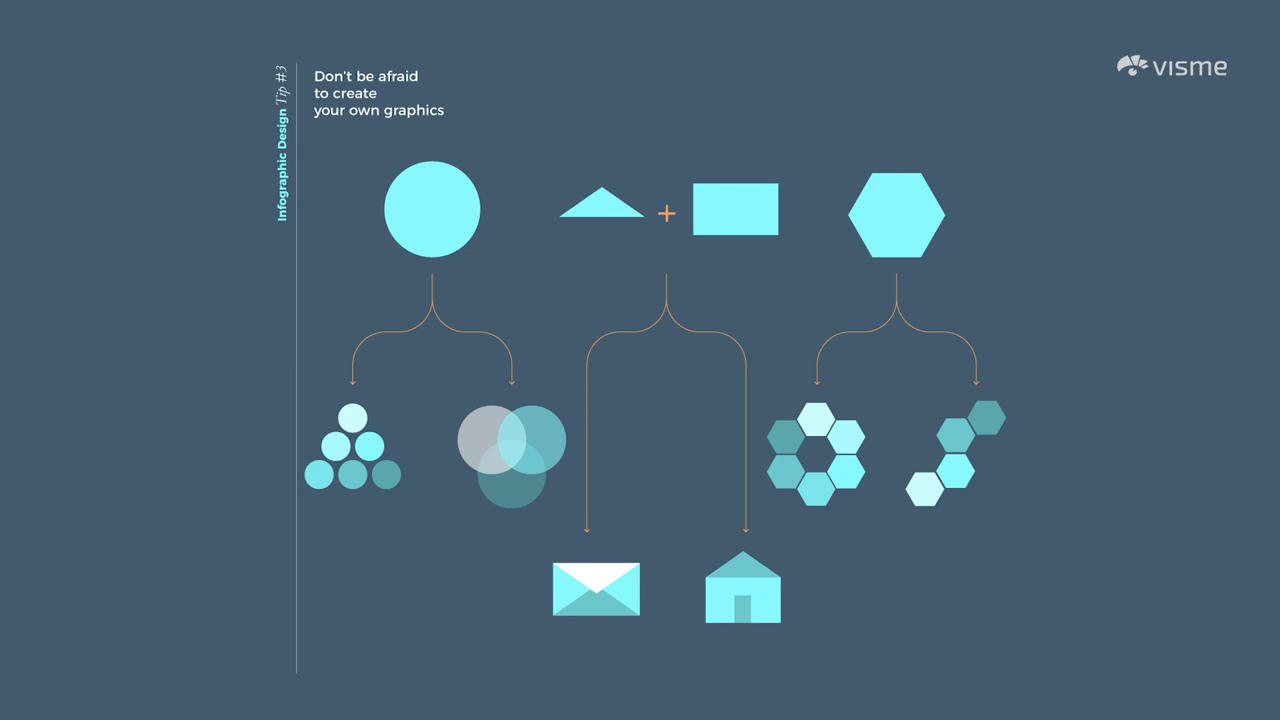 Infographic Design Tip #3
Don't be afraid
to create
your own graphics
visme